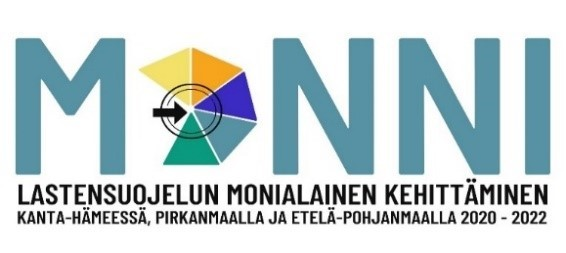 MONNI
LASTENSUOJELUN MONIALAINEN KEHITTÄMINEN
KANTA-HÄMEESSÄ, PIRKANMAALLA JA ETELÄ-POHJANMAALLA 2020 - 2022